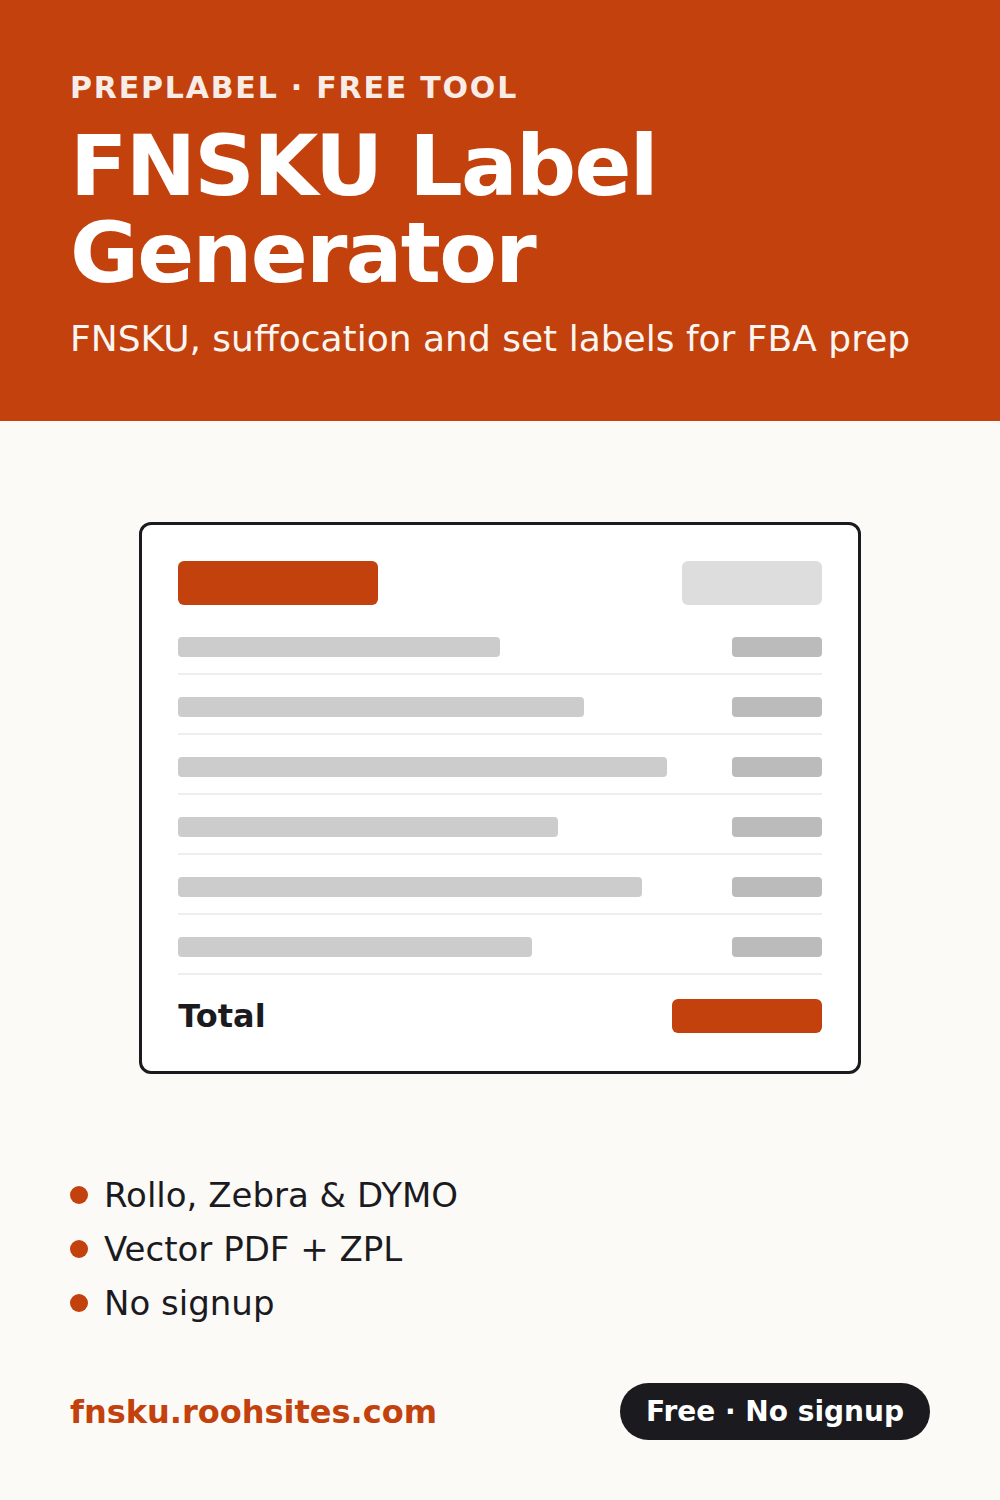 PREPLABEL · FREE TOOL
FNSKU Label
Generator
FNSKU, suffocation and set labels for FBA prep
Total
Rollo, Zebra & DYMO
Vector PDF + ZPL
No signup
fnsku.roohsites.com
Free · No signup